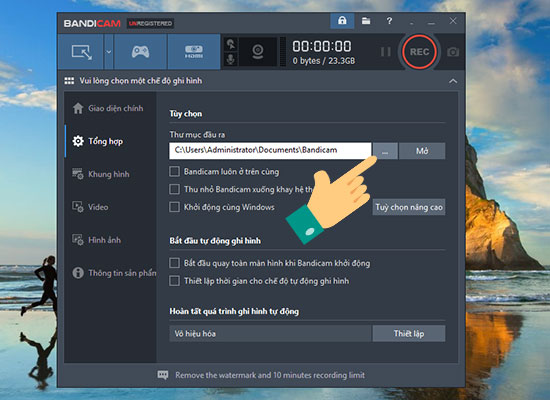 BANDICAM UNREGISTERED
?
HDMI
00:00:00
0 bytes / 23.3GB
REC
Vui lòng chọn một chế độ ghi hình
Giao diện chính
Tổng hợp
Khung hình
Video
Hình ảnh
Thông tin sản phẩm
Tùy chọn
Thư mục đầu ra
C:\Users\Administrator\Documents\Bandicam
...
Mở
Bandicam luôn ở trên cùng
Thu nhỏ Bandicam xuống khay hệ th
Khởi động cùng Windows
Tuỳ chọn nâng cao
Bắt đầu tự động ghi hình
Bắt đầu quay toàn màn hình khi Bandicam khởi động
Thiết lập thời gian cho chế độ tự động ghi hình
Hoàn tất quá trình ghi hình tự động
Vô hiệu hóa
Thiết lập
Remove the watermark and 10 minutes recording limit